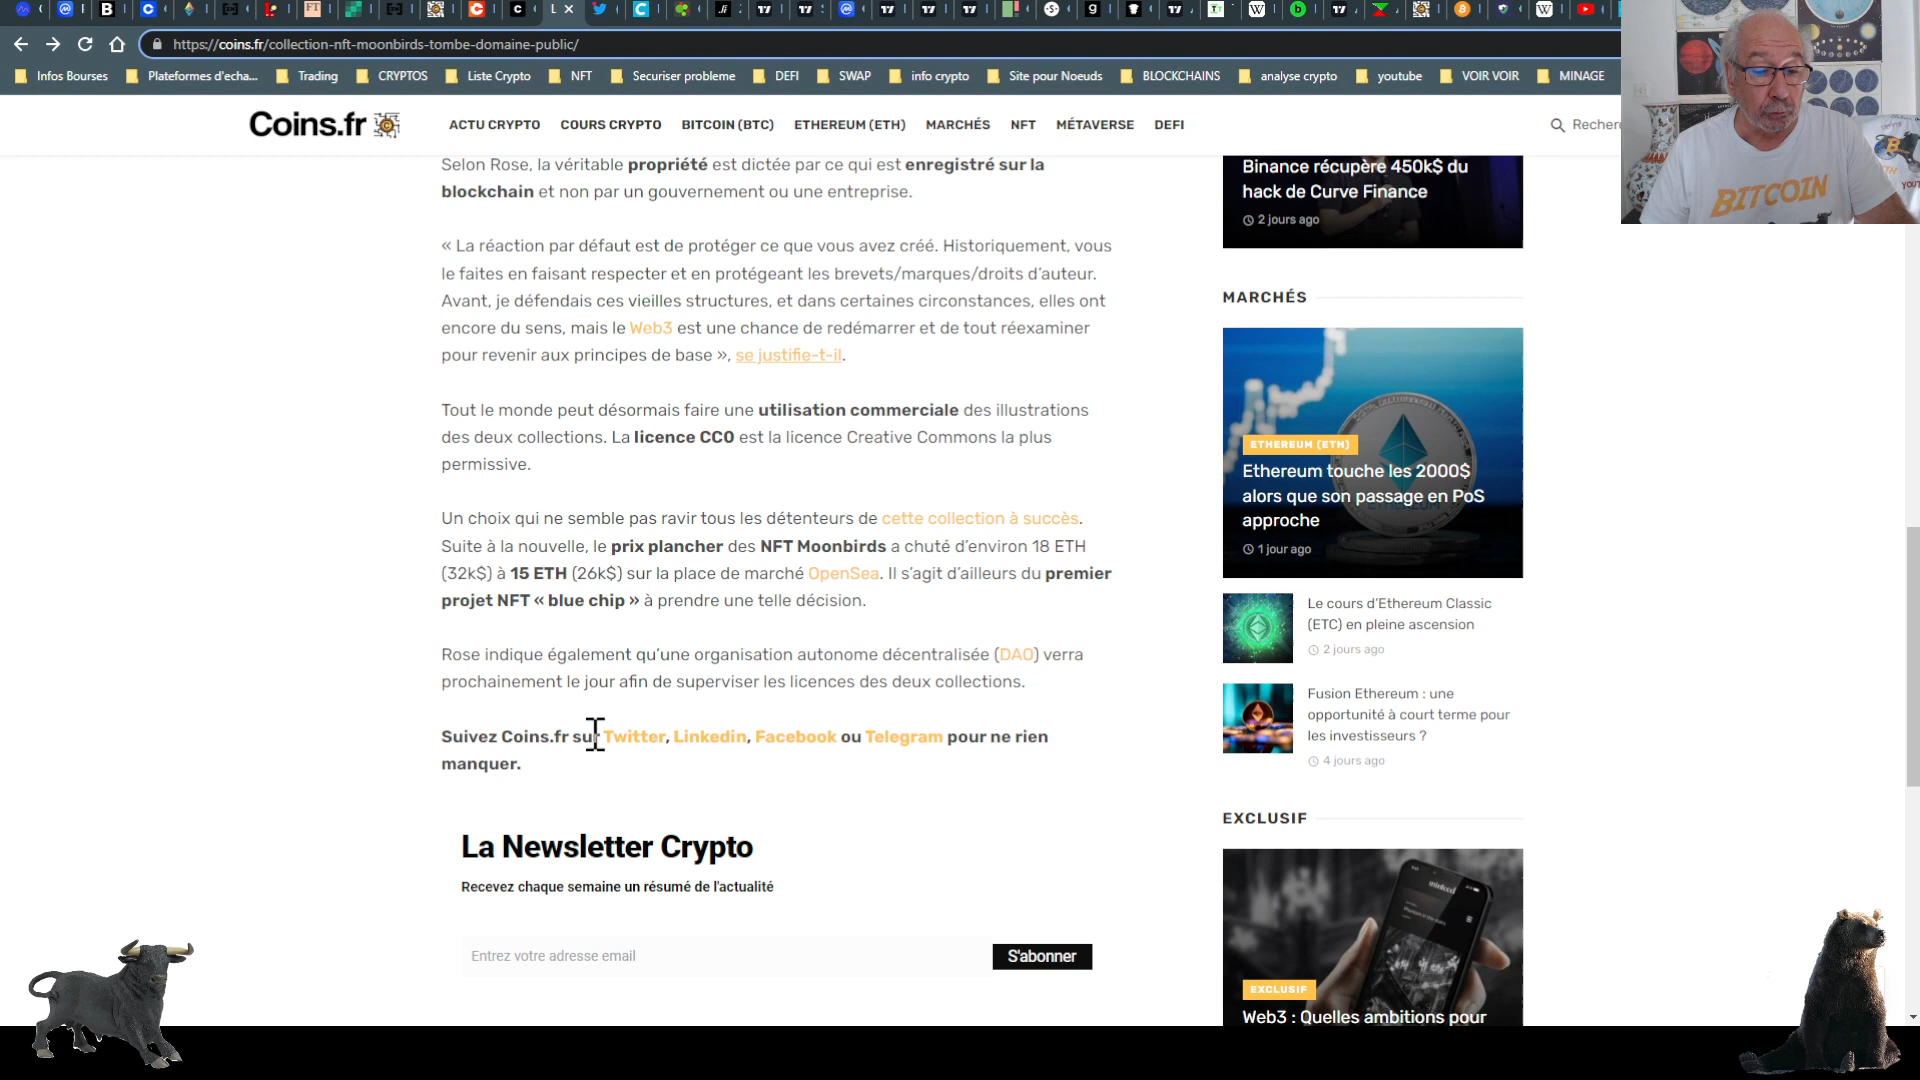 https://coins.fr/collection-nft-moonbirds-tombe-domaine-public/
Infos Bourses Plateformes d'echa... Trading CRYPTOS Liste Crypto NFT Securiser probleme DEFI SWAP info crypto Site pour Noeuds BLOCKCHAINS analyse crypto youtube VOIR VOIR MINAGE
Coins.fr ACTU CRYPTO COURS CRYPTO BITCOIN (BTC) ETHEREUM (ETH) MARCHÉS NFT MÉTAVERSE DEFI
BITCOIN
Selon Rose, la véritable propriété est dictée par ce qui est enregistré sur la
blockchain et non par un gouvernement ou une entreprise.
« La réaction par défaut est de protéger ce que vous avez créé. Historiquement, vous
le faites en faisant respecter et en protégeant les brevets/marques/droits d'auteur.
Avant, je défendais ces vieilles structures, et dans certaines circonstances, elles ont
encore du sens, mais le Web3 est une chance de redémarrer et de tout réexaminer
pour revenir aux principes de base », se justifie-t-il.
Tout le monde peut désormais faire une utilisation commerciale des illustrations
des deux collections. La licence CC0 est la licence Creative Commons la plus
permissive.
Un choix qui ne semble pas ravir tous les détenteurs de cette collection à succès.
Suite à la nouvelle, le prix plancher des NFT Moonbirds a chuté d'environ 18 ETH
(32k$) à 15 ETH (26k$) sur la place de marché OpenSea. Il s'agit d'ailleurs du premier
projet NFT « blue chip » à prendre une telle décision.
Rose indique également qu'une organisation autonome décentralisée (DAO) verra
prochainement le jour afin de superviser les licences des deux collections.
Suivez Coins.fr sur Twitter, Linkedin, Facebook ou Telegram pour ne rien
manquer.
La Newsletter Crypto
Recevez chaque semaine un résumé de l'actualité
Entrez votre adresse email S'abonner
Binance récupère 450k$ du
hack de Curve Finance
2 jours ago
MARCHÉS
ETHEREUM (ETH)
Ethereum touche les 2000$
alors que son passage en PoS
approche
1 jour ago
Le cours d'Ethereum Classic
(ETC) en pleine ascension
2 jours ago
Fusion Ethereum : une
opportunité à court terme pour
les investisseurs ?
4 jours ago
EXCLUSIF
EXCLUSIF
Web3 : Quelles ambitions pour